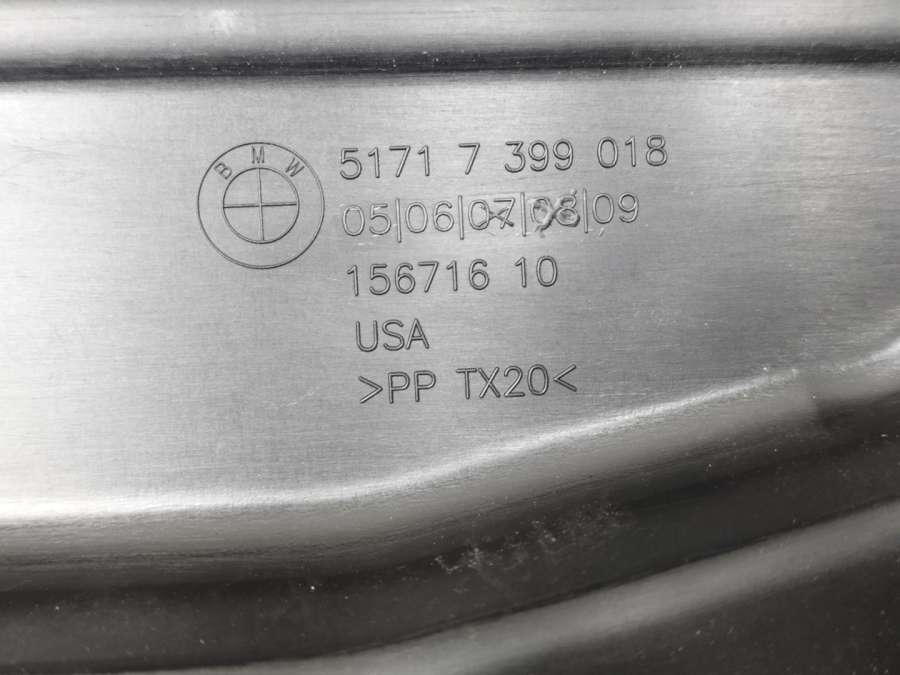 BMW
5171 7 399 018
05|06|07|08|09
156716 10
USA
>PP TX20<